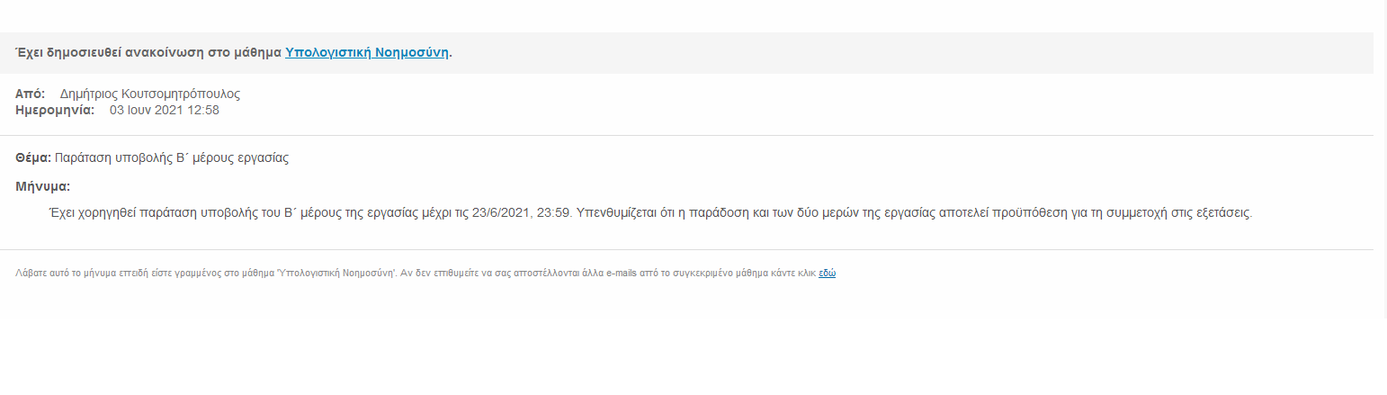 Έχει δημοσιευθεί ανακοίνωση στο μάθημα Υπολογιστική Νοημοσύνη.
Από: Δημήτριος Κουτσομητρόπουλος
Ημερομηνία: 03 Ιουν 2021 12:58
Θέμα: Παράταση υποβολής Β΄ μέρους εργασίας
Μήνυμα:
Έχει χορηγηθεί παράταση υποβολής του Β΄ μέρους της εργασίας μέχρι τις 23/6/2021, 23:59. Υπενθυμίζεται ότι η παράδοση και των δύο μερών της εργασίας αποτελεί προϋπόθεση για τη συμμετοχή στις εξετάσεις.
Λάβατε αυτό το μήνυμα επειδή είστε γραμμένος στο μάθημα 'Υπολογιστική Νοημοσύνη'. Αν δεν επιθυμείτε να σας αποστέλλονται άλλα e-mails από το συγκεκριμένο μάθημα κάντε κλικ εδώ